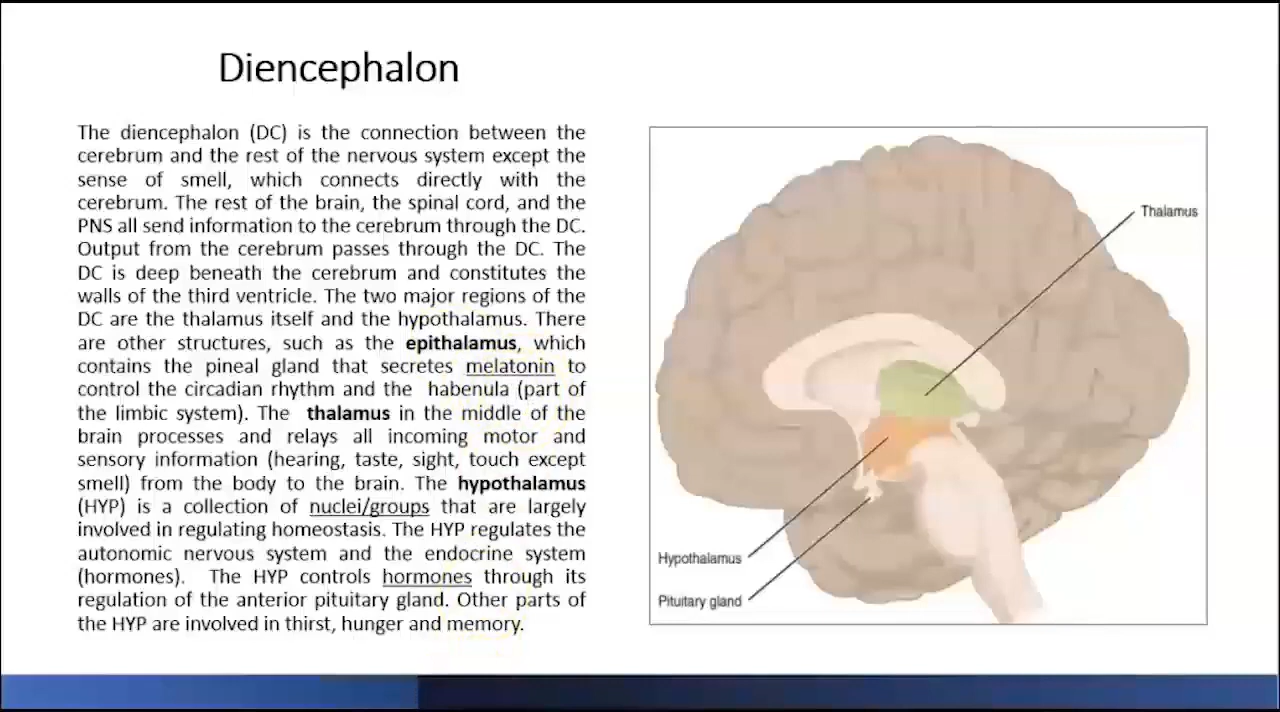 Diencephalon
The diencephalon (DC) is the connection between the
cerebrum and the rest of the nervous system except the
sense of smell, which connects directly with the
cerebrum. The rest of the brain, the spinal cord, and the
PNS all send information to the cerebrum through the DC.
Output from the cerebrum passes through the DC. The
DC is deep beneath the cerebrum and constitutes the
walls of the third ventricle. The two major regions of the
DC are the thalamus itself and the hypothalamus. There
are other structures, such as the epithalamus, which
contains the pineal gland that secretes melatonin to
control the circadian rhythm and the habenula (part of
the limbic system). The thalamus in the middle of the
brain processes and relays all incoming motor and
sensory information (hearing, taste, sight, touch except
smell) from the body to the brain. The hypothalamus
(HYP) is a collection of nuclei/groups that are largely
involved in regulating homeostasis. The HYP regulates the
autonomic nervous system and the endocrine system
(hormones). The HYP controls hormones through its
regulation of the anterior pituitary gland. Other parts of
the HYP are involved in thirst, hunger and memory.
Thalamus
Hypothalamus
Pituitary gland